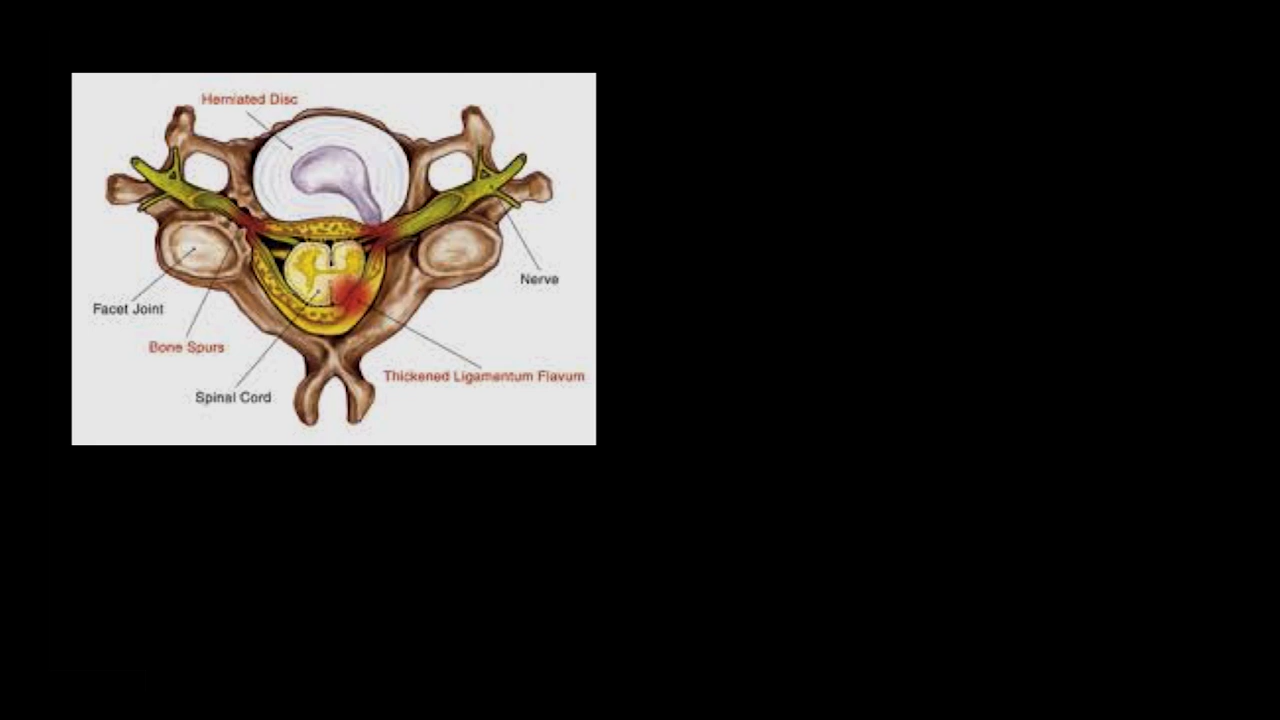 Herniated Disc
Nerve
Facet Joint
Bone Spurs
Thickened Ligamentum Flavum
Spinal Cord